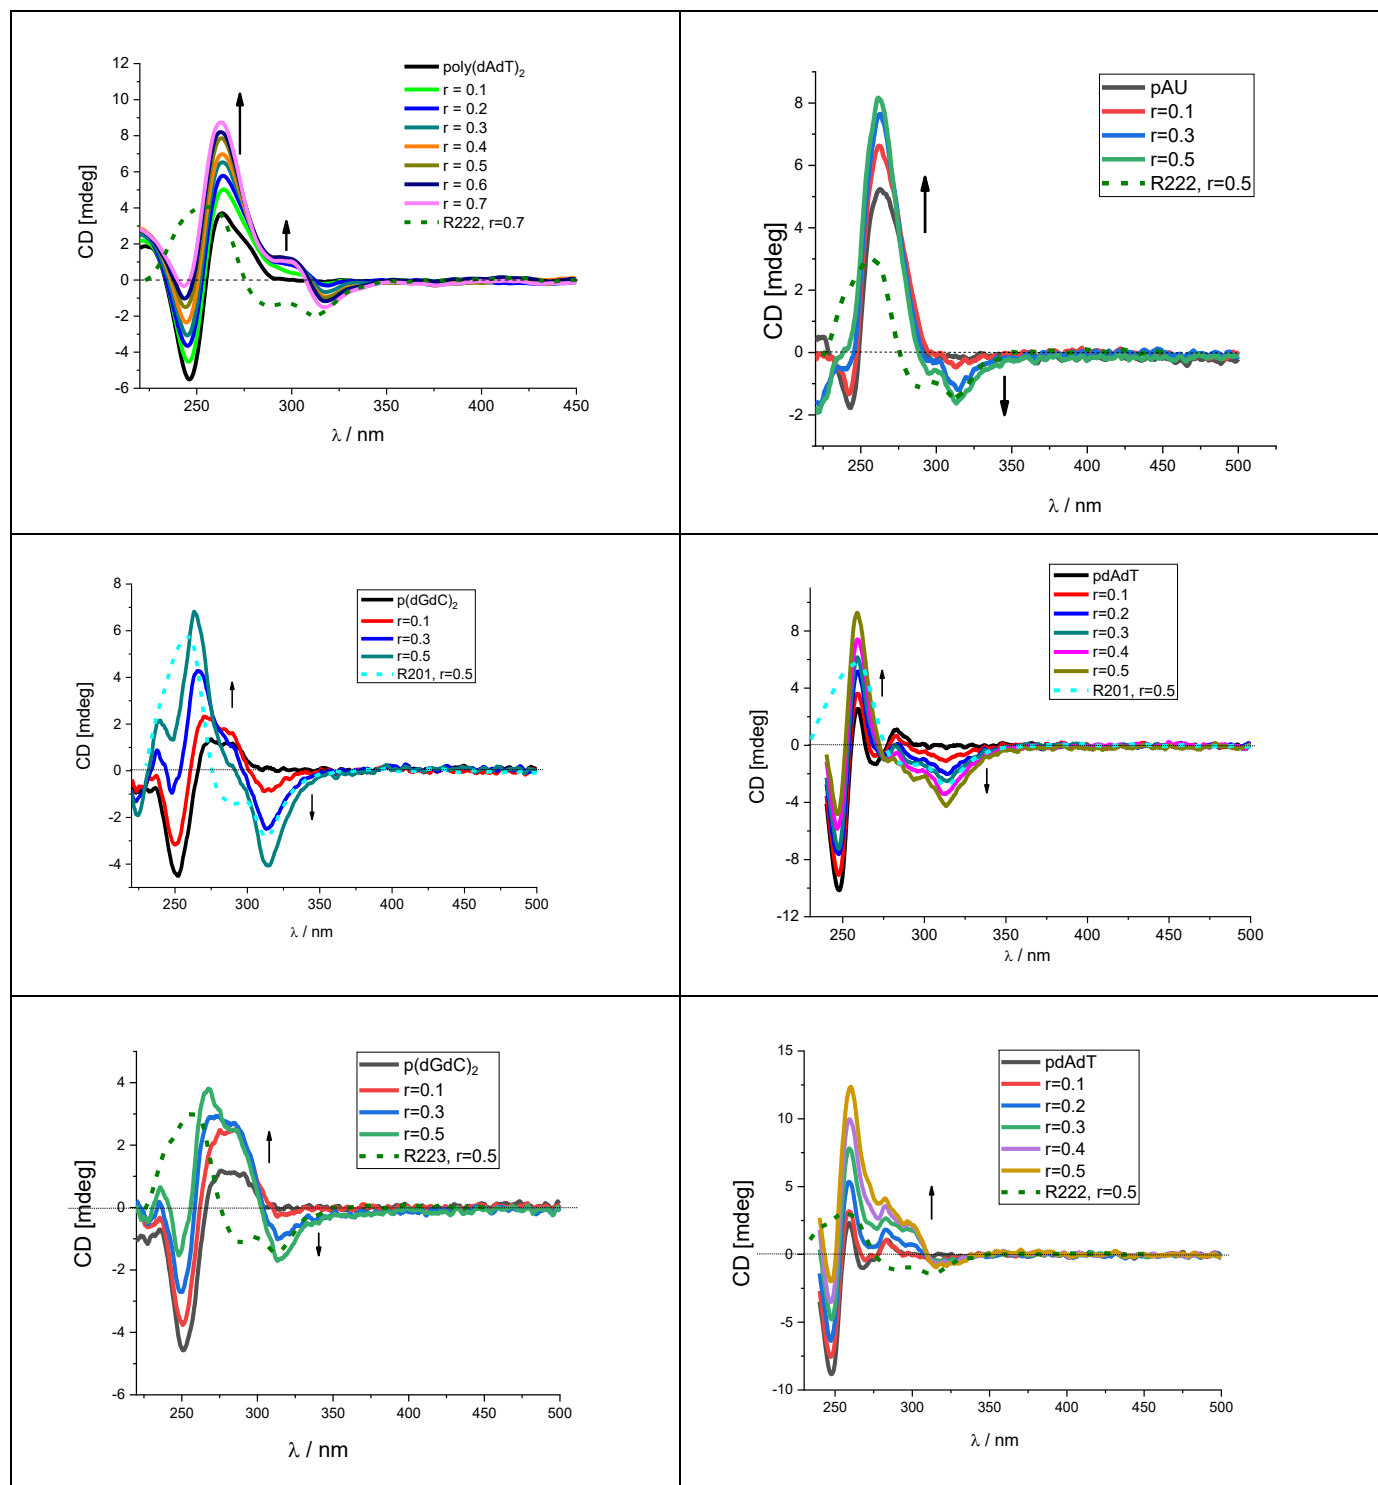 12
10
8
6
4
2
0
-2
-4
-6
CD [mdeg]
poly(dAdT)₂
r = 0.1
r = 0.2
r = 0.3
r = 0.4
r = 0.5
r = 0.6
r = 0.7
R222, r=0.7
250 300 350 400 450
λ / nm
8
6
4
2
0
-2
CD [mdeg]
pAU
r=0.1
r=0.3
r=0.5
R222, r=0.5
250 300 350 400 450 500
λ / nm
8
6
4
2
0
-2
-4
CD [mdeg]
p(dGdC)₂
r=0.1
r=0.3
r=0.5
R201, r=0.5
250 300 350 400 450 500
λ / nm
8
4
0
-4
-8
-12
CD [mdeg]
pdAdT
r=0.1
r=0.2
r=0.3
r=0.4
r=0.5
R201, r=0.5
250 300 350 400 450 500
λ / nm
4
2
0
-2
-4
-6
CD [mdeg]
p(dGdC)₂
r=0.1
r=0.3
r=0.5
R223, r=0.5
250 300 350 400 450 500
λ / nm
15
10
5
0
-5
-10
CD [mdeg]
pdAdT
r=0.1
r=0.2
r=0.3
r=0.4
r=0.5
R222, r=0.5
250 300 350 400 450 500
λ / nm